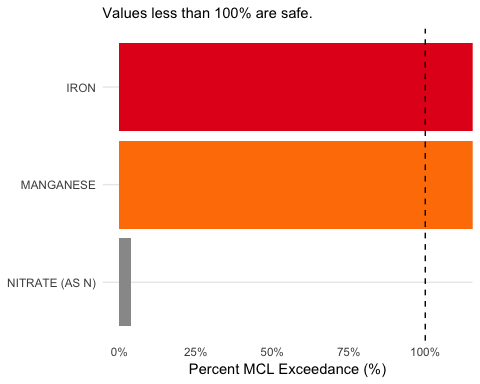 Values less than 100% are safe.
IRON
MANGANESE
NITRATE (AS N)
0% 25% 50% 75% 100%
Percent MCL Exceedance (%)